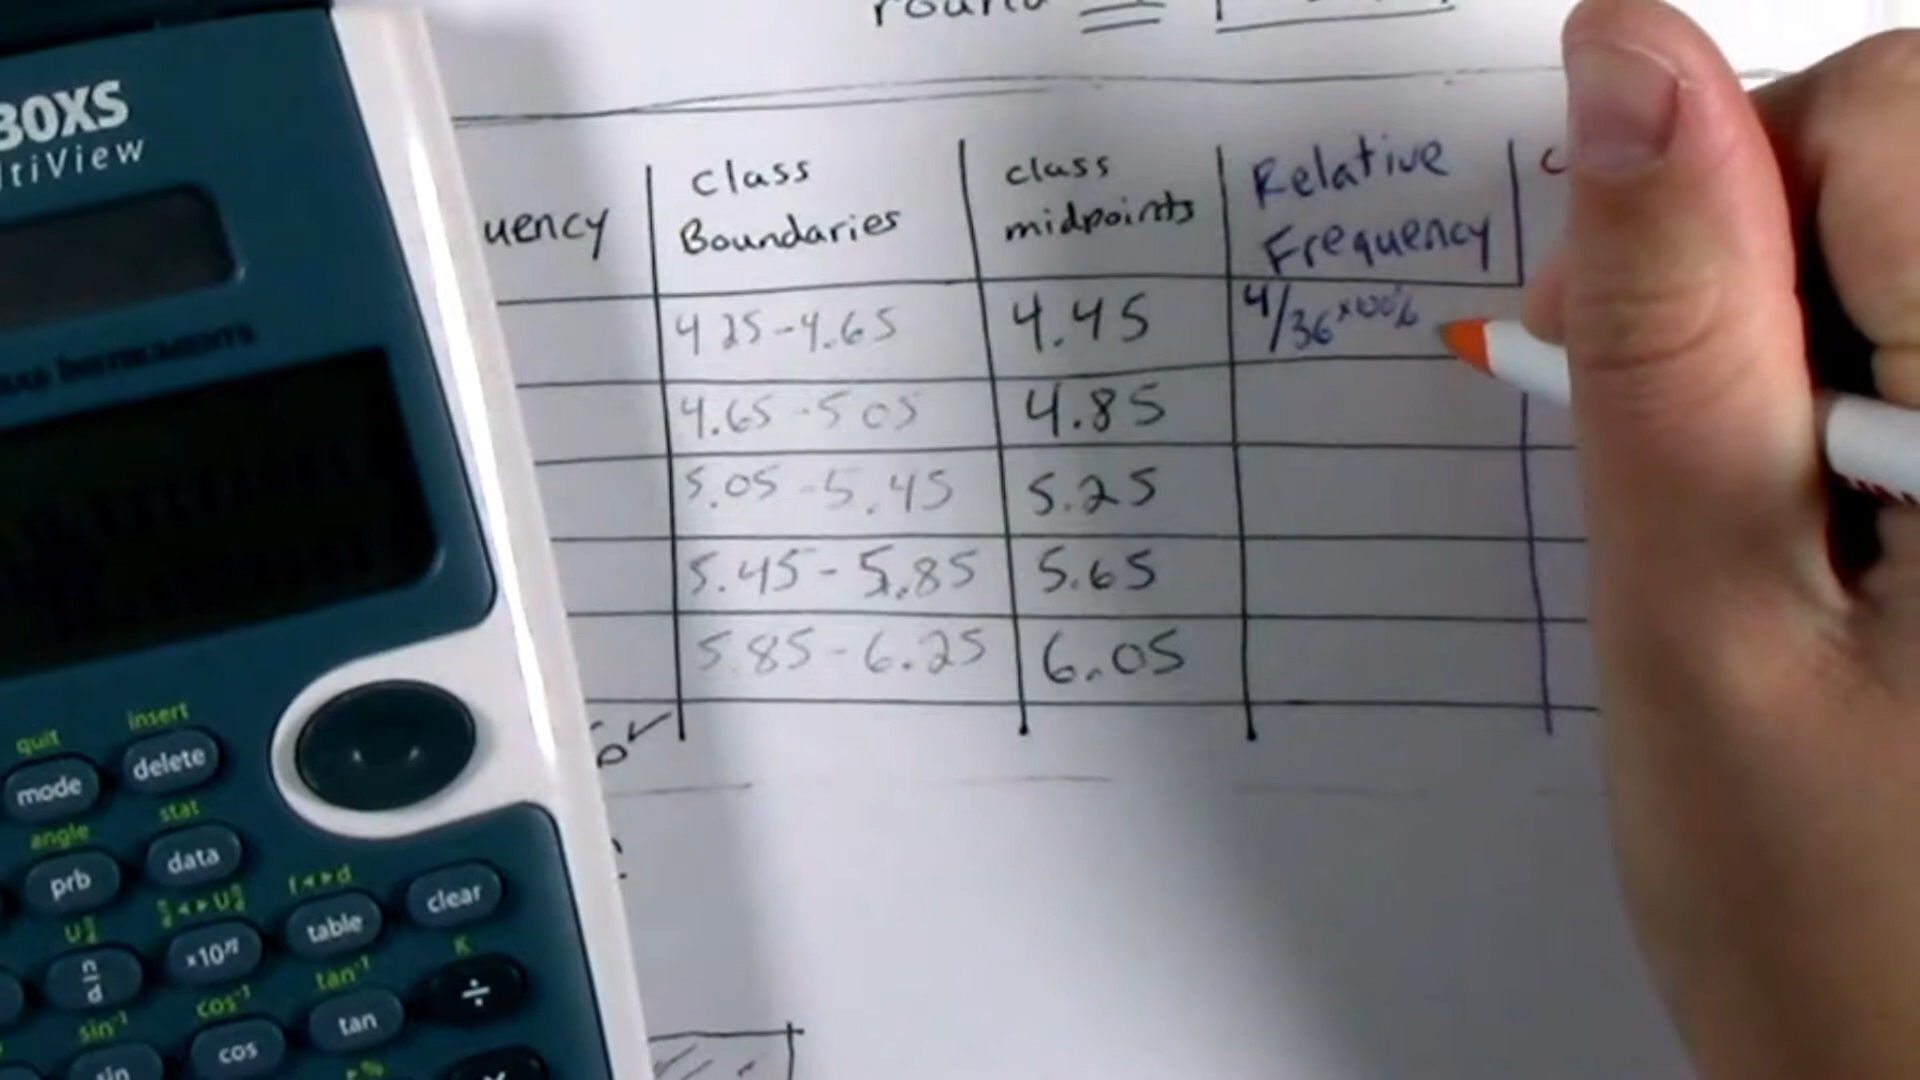 round
30XS
ltiView
uency
class
Boundaries
class
midpoints
Relative
Frequency
4.25-4.65
4.45
4/36 x100%
4.65-5.05
4.85
5.05-5.45
5.25
5.45-5.85
5.65
5.85-6.25
6.05
quit
insert
mode
delete
angle
stat
prb
data
clear
f◄►d
table
x10ⁿ
n/d
K
÷
tan⁻¹
tan
cos⁻¹
cos
sin⁻¹
sin
►%